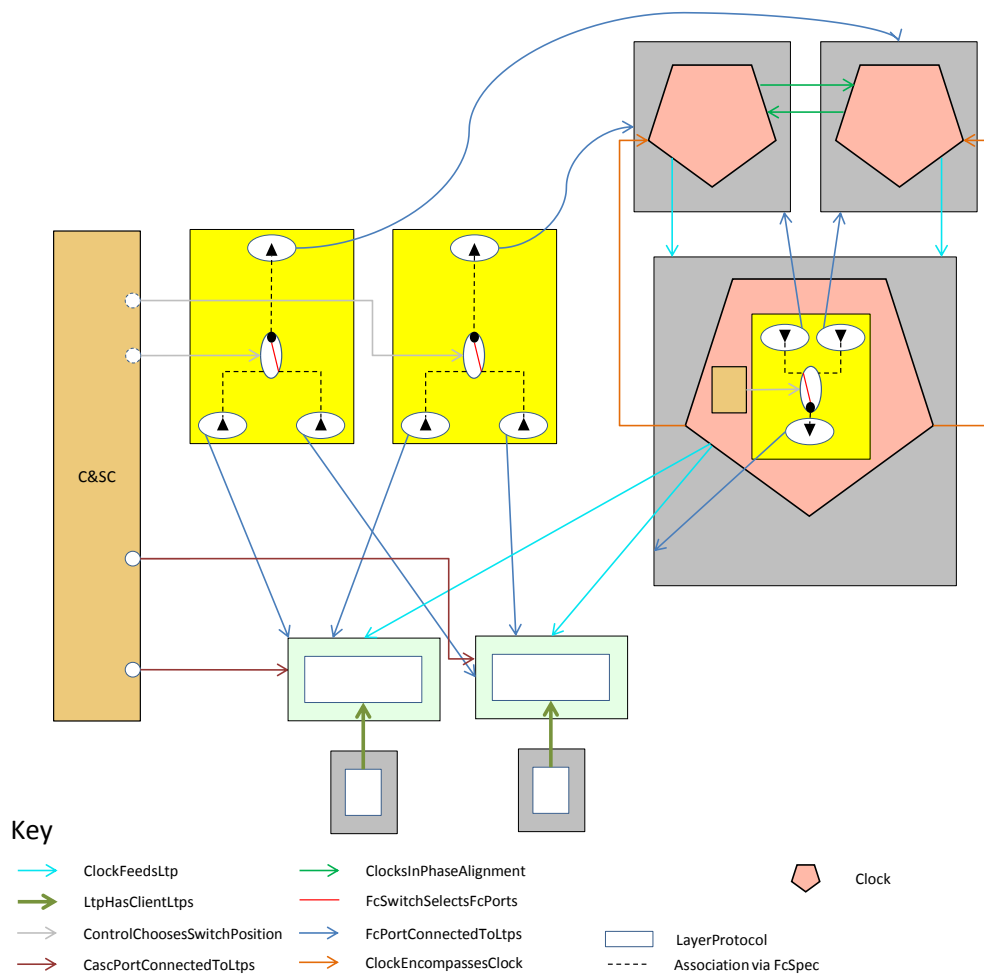 C&SC
Key
ClockFeedsLtp
ClocksInPhaseAlignment
Clock
LtpHasClientLtps
FcSwitchSelectsFcPorts
ControlChoosesSwitchPosition
FcPortConnectedToLtps
LayerProtocol
CascPortConnectedToLtps
ClockEncompassesClock
Association via FcSpec